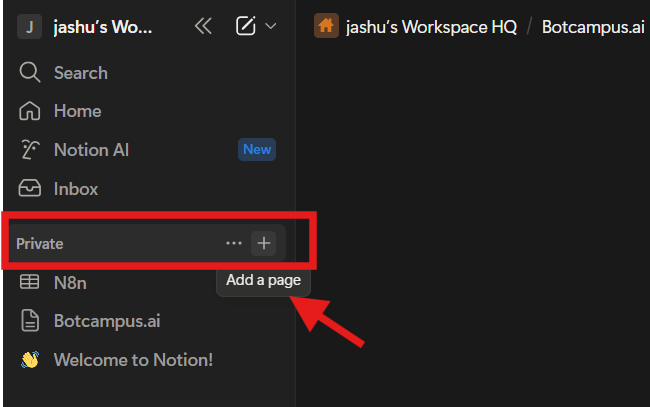 J jashu's Wo...
jashu's Workspace HQ / Botcampus.ai
Search
Home
Notion AI New
Inbox
Private ... +
Add a page
N8n
Botcampus.ai
Welcome to Notion!